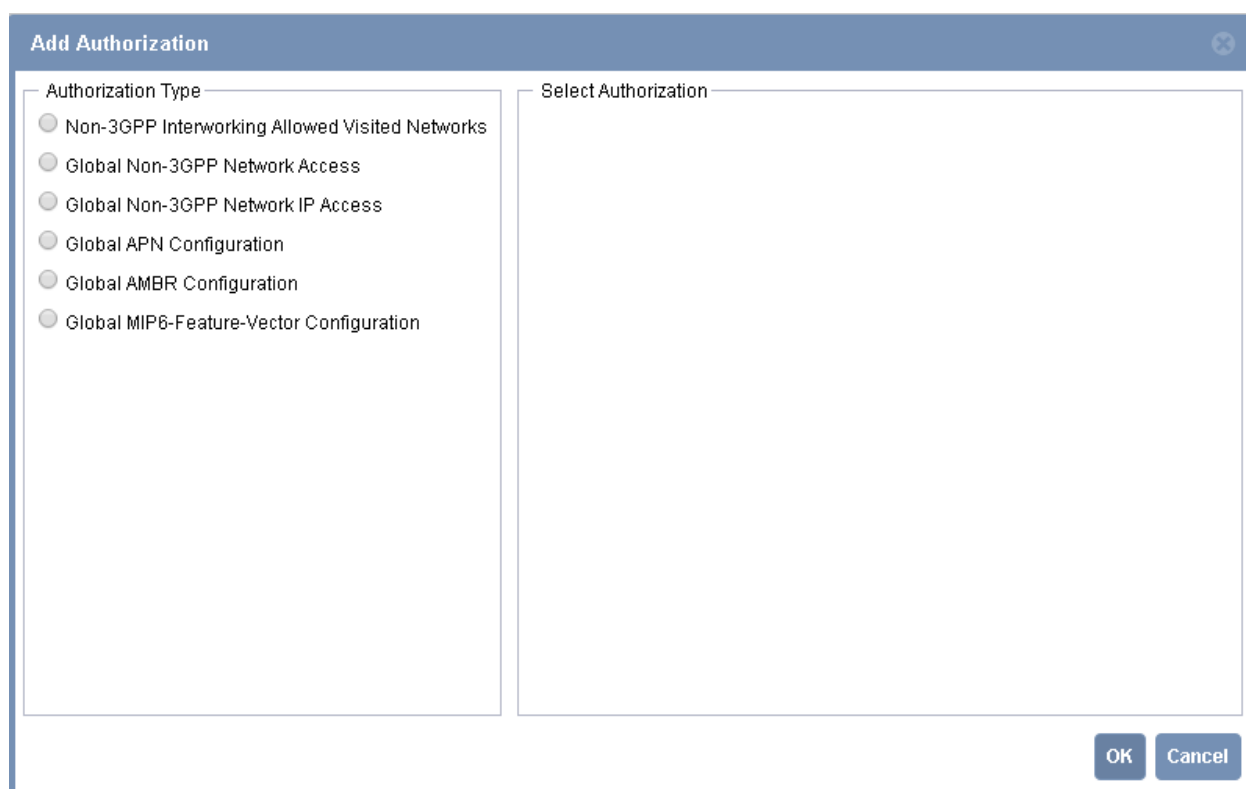 Add Authorization
Authorization Type
Non-3GPP Interworking Allowed Visited Networks
Global Non-3GPP Network Access
Global Non-3GPP Network IP Access
Global APN Configuration
Global AMBR Configuration
Global MIP6-Feature-Vector Configuration
Select Authorization
OK
Cancel